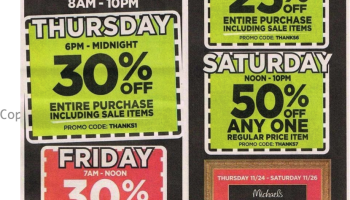 8AM - 10PM
THURSDAY
6PM - MIDNIGHT
30% OFF
ENTIRE PURCHASE
INCLUDING SALE ITEMS
PROMO CODE: THANKS1
FRIDAY
7AM - NOON
30%
25% OFF
ENTIRE PURCHASE
INCLUDING SALE ITEMS
PROMO CODE: THANKS6
SATURDAY
NOON - 10PM
50% OFF
ANY ONE
REGULAR PRICE ITEM
PROMO CODE: THANKS7
THURSDAY 11/24 - SATURDAY 11/26
Michaels
Cop